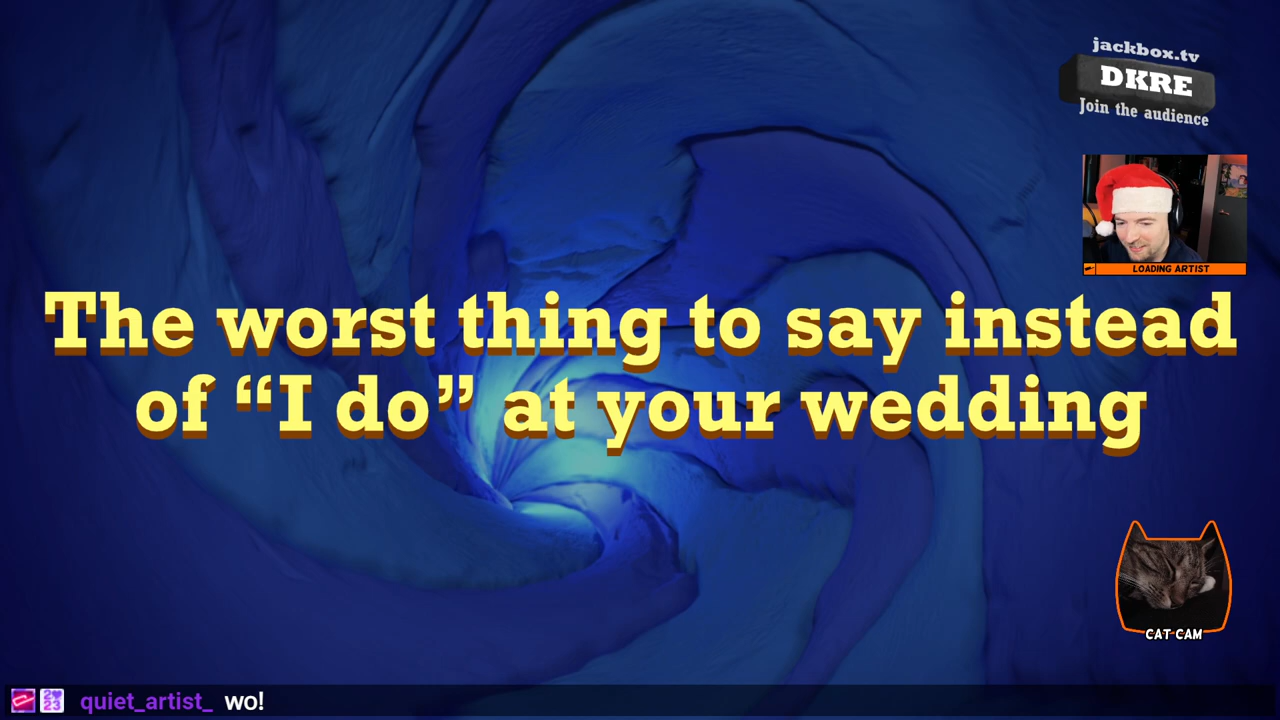 jackbox.tv
DKRE
Join the audience
LOADING ARTIST
The worst thing to say instead
of “I do” at your wedding
CAT CAM
quiet_artist_ wo!